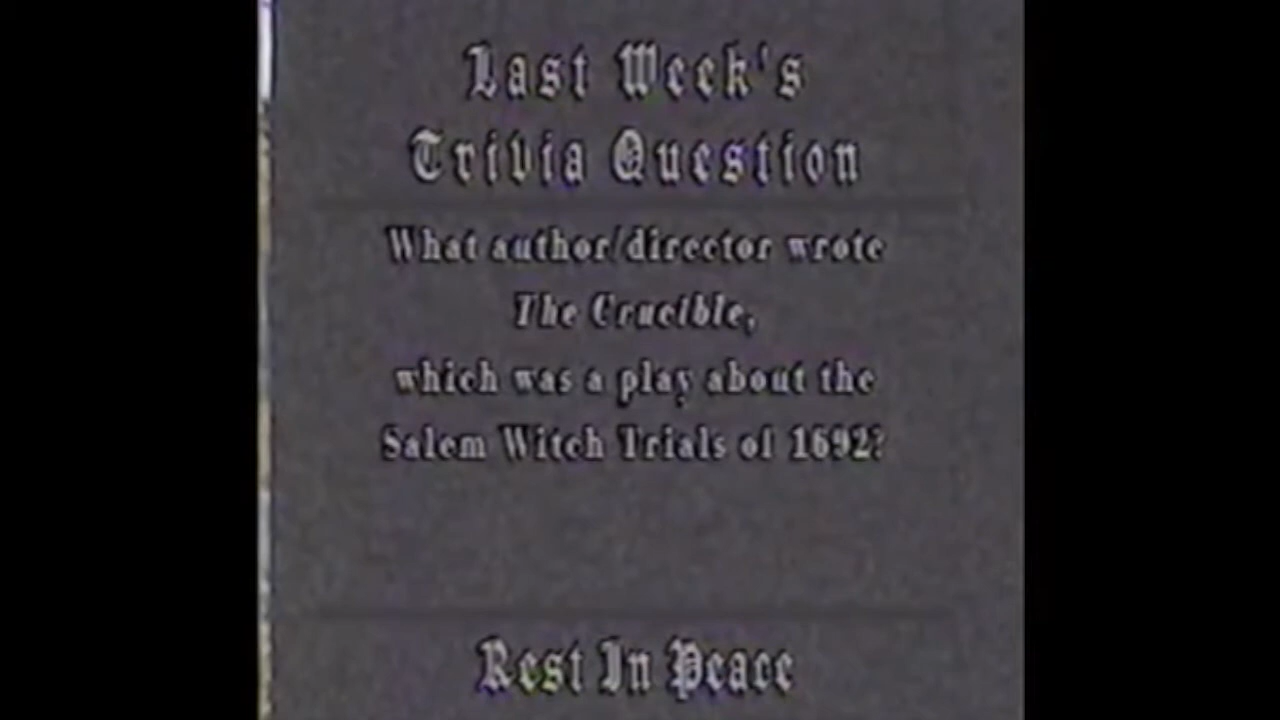 Last Week's
Trivia Question
What author/director wrote
The Crucible,
which was a play about the
Salem Witch Trials of 1692?
Rest In Peace